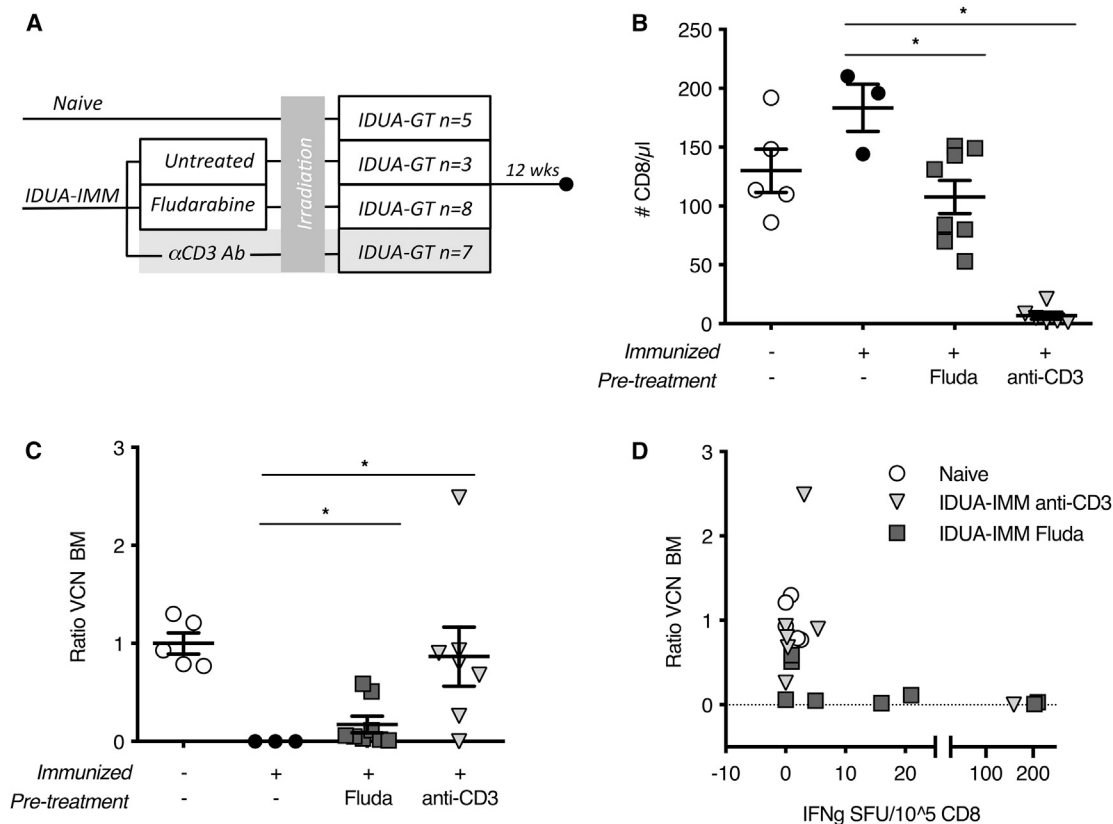 A
Naive
IDUA-IMM
Untreated
Fludarabine
αCD3 Ab
Irradiation
IDUA-GT n=5
IDUA-GT n=3
IDUA-GT n=8
IDUA-GT n=7
12 wks
B
# CD8/µl
250
200
150
100
50
0
*
*
Immunized - + + +
Pre-treatment - - Fluda anti-CD3
C
Ratio VCN BM
3
2
1
0
*
*
Immunized - + + +
Pre-treatment - - Fluda anti-CD3
D
Ratio VCN BM
3
2
1
0
Naive
IDUA-IMM anti-CD3
IDUA-IMM Fluda
-10 0 10 20 100 200
IFNg SFU/10^5 CD8